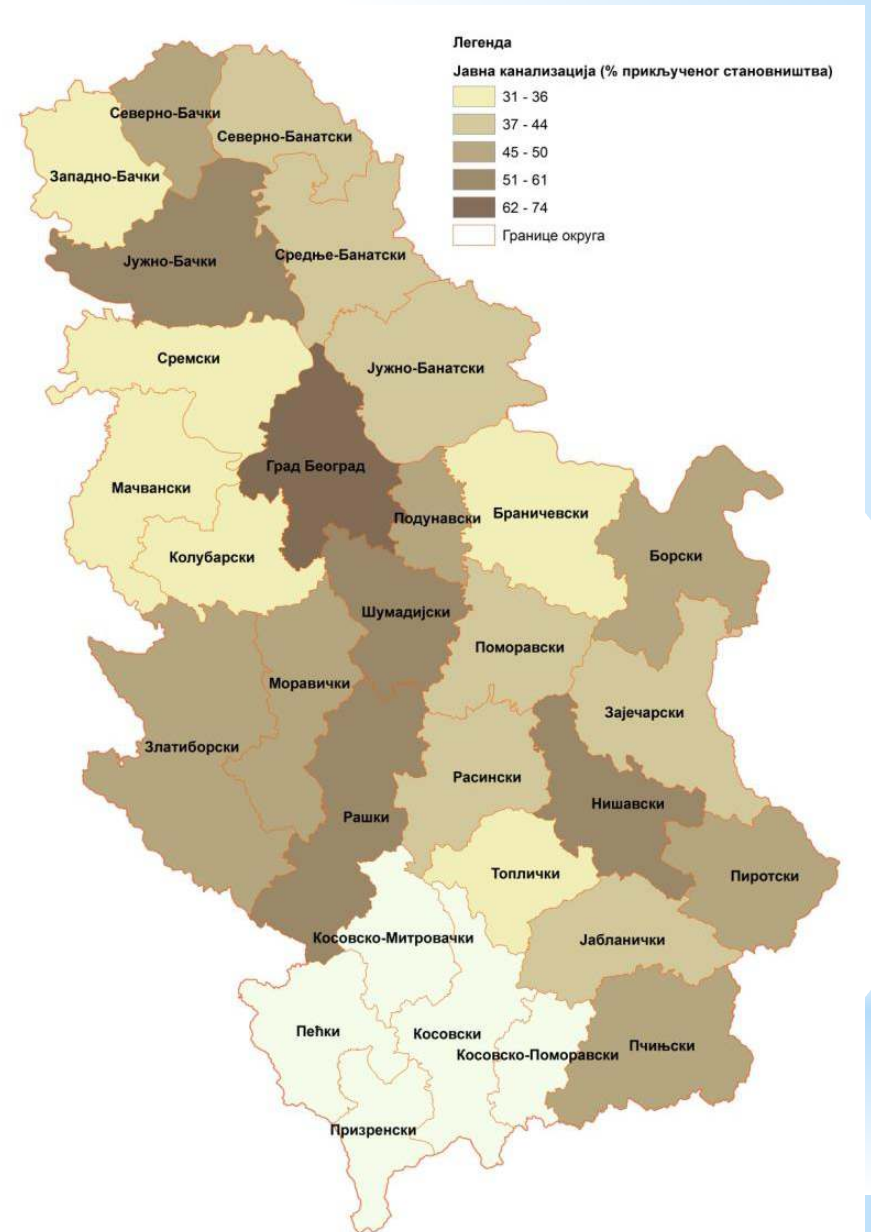 Легенда
Јавна канализација (% прикљученог становништва)
31 - 36
37 - 44
45 - 50
51 - 61
62 - 74
Границе округа
Северно-Бачки
Северно-Банатски
Западно-Бачки
Јужно-Бачки
Средње-Банатски
Сремски
Јужно-Банатски
Град Београд
Мачвански
Подунавски
Браничевски
Колубарски
Борски
Шумадијски
Поморавски
Моравички
Зајечарски
Златиборски
Расински
Нишавски
Рашки
Топлички
Пиротски
Косовско-Митровачки
Јабланички
Пећки
Косовски
Косовско-Поморавски
Пчињски
Призренски